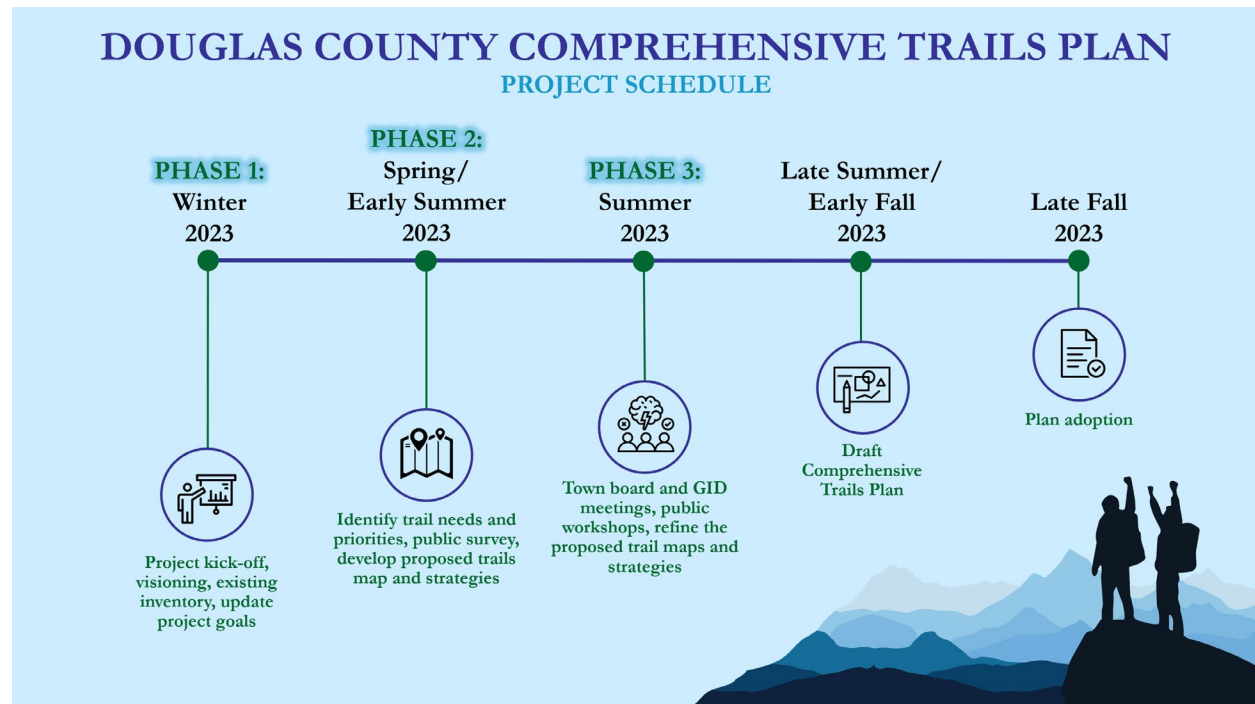 DOUGLAS COUNTY COMPREHENSIVE TRAILS PLAN
PROJECT SCHEDULE
PHASE 1:
Winter
2023
PHASE 2:
Spring/
Early Summer
2023
PHASE 3:
Summer
2023
Late Summer/
Early Fall
2023
Late Fall
2023
Project kick-off,
visioning, existing
inventory, update
project goals
Identify trail needs and
priorities, public survey,
develop proposed trails
map and strategies
Town board and GID
meetings, public
workshops, refine the
proposed trail maps and
strategies
Draft
Comprehensive
Trails Plan
Plan adoption